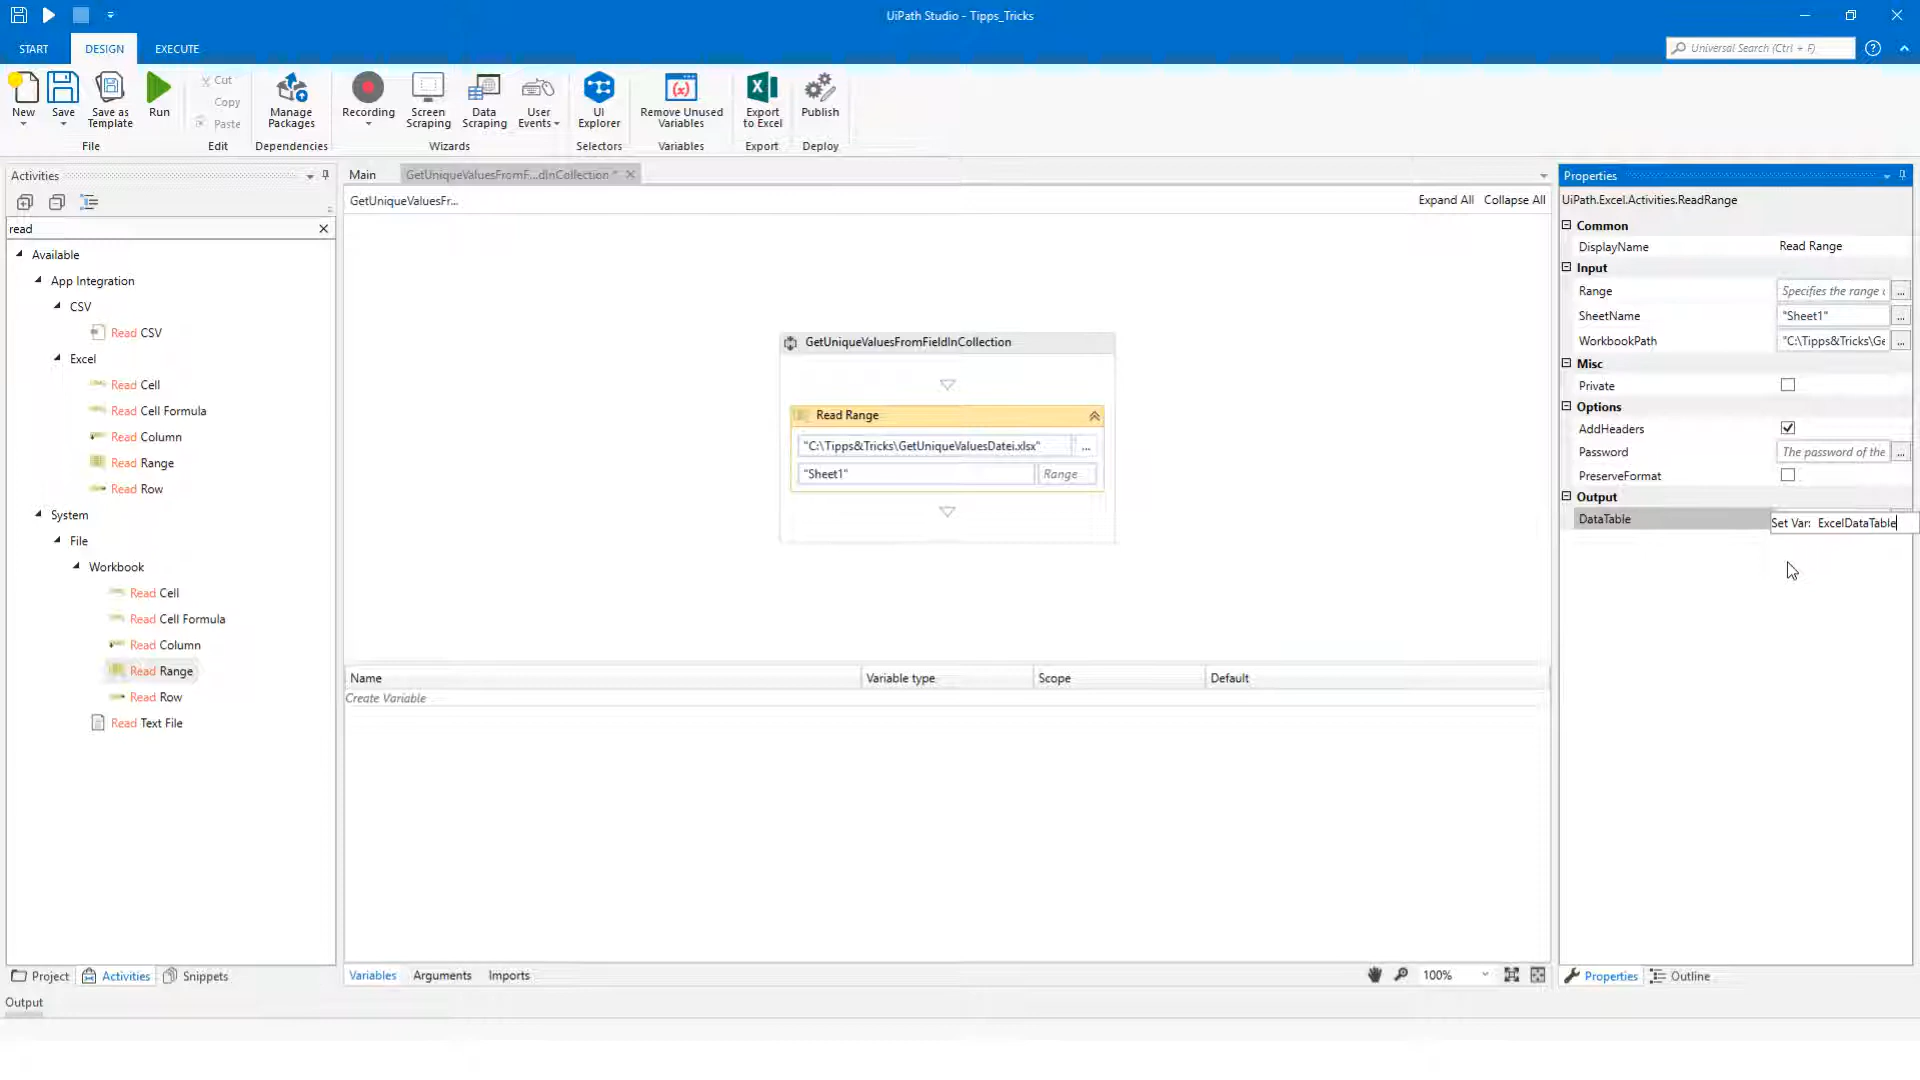 UiPath Studio - Tipps_Tricks
START
DESIGN
EXECUTE
Universal Search (Ctrl + F)
New
Save
Save as Template
Run
File
Cut
Copy
Paste
Edit
Manage Packages
Dependencies
Recording
Screen Scraping
Data Scraping
User Events
Wizards
UI Explorer
Selectors
Remove Unused Variables
Variables
Export to Excel
Export
Publish
Deploy
Activities
read
Available
App Integration
CSV
Read CSV
Excel
Read Cell
Read Cell Formula
Read Column
Read Range
Read Row
System
File
Workbook
Read Cell
Read Cell Formula
Read Column
Read Range
Read Row
Read Text File
Project
Activities
Snippets
Output
Main
GetUniqueValuesFromF...dInCollection *
GetUniqueValuesFr...
Expand All
Collapse All
GetUniqueValuesFromFieldInCollection
Read Range
"C:\Tipps&Tricks\GetUniqueValuesDatei.xlsx"
...
"Sheet1"
Range
Name
Variable type
Scope
Default
Create Variable
Variables
Arguments
Imports
100%
Properties
UiPath.Excel.Activities.ReadRange
Common
DisplayName
Read Range
Input
Range
Specifies the range
...
SheetName
"Sheet1"
...
WorkbookPath
"C:\Tipps&Tricks\Ge
...
Misc
Private
Options
AddHeaders
Password
The password of the
...
PreserveFormat
Output
DataTable
Set Var: ExcelDataTable
Properties
Outline